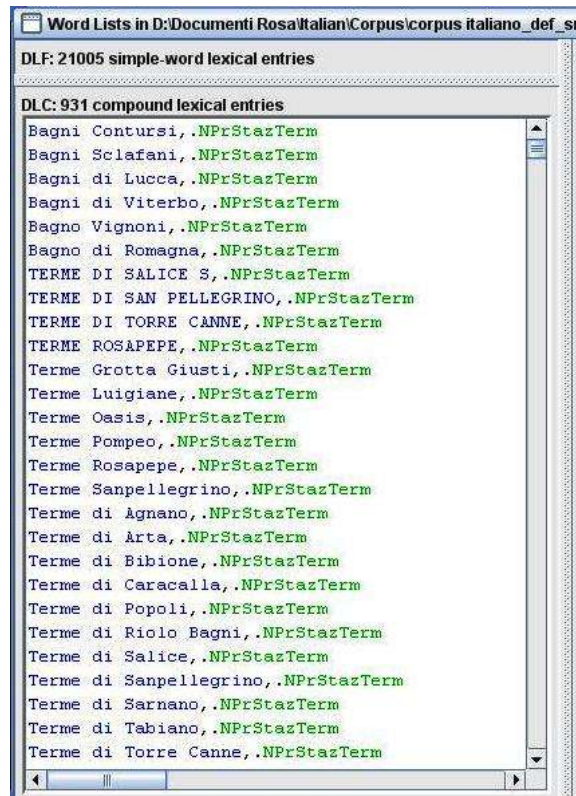 Word Lists in D:\Documenti Rosa\Italian\Corpus\corpus italiano_def_sr
DLF: 21005 simple-word lexical entries
DLC: 931 compound lexical entries
Bagni Contursi,.NPrStazTerm
Bagni Sclafani,.NPrStazTerm
Bagni di Lucca,.NPrStazTerm
Bagni di Viterbo,.NPrStazTerm
Bagno Vignoni,.NPrStazTerm
Bagno di Romagna,.NPrStazTerm
TERME DI SALICE S,.NPrStazTerm
TERME DI SAN PELLEGRINO,.NPrStazTerm
TERME DI TORRE CANNE,.NPrStazTerm
TERME ROSAPEPE,.NPrStazTerm
Terme Grotta Giusti,.NPrStazTerm
Terme Luigiane,.NPrStazTerm
Terme Oasis,.NPrStazTerm
Terme Pompeo,.NPrStazTerm
Terme Rosapepe,.NPrStazTerm
Terme Sanpellegrino,.NPrStazTerm
Terme di Agnano,.NPrStazTerm
Terme di Arta,.NPrStazTerm
Terme di Bibione,.NPrStazTerm
Terme di Caracalla,.NPrStazTerm
Terme di Popoli,.NPrStazTerm
Terme di Riolo Bagni,.NPrStazTerm
Terme di Salice,.NPrStazTerm
Terme di Sanpellegrino,.NPrStazTerm
Terme di Sarnano,.NPrStazTerm
Terme di Tabiano,.NPrStazTerm
Terme di Torre Canne,.NPrStazTerm